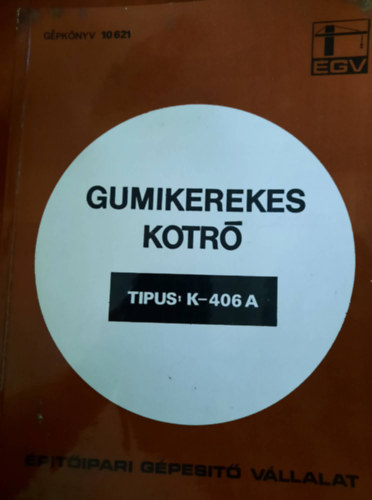 GÉPKÖNYV 10621
EGV
GUMIKEREKES
KOTRÓ
TIPUS: K-406 A
ÉPITŐIPARI GÉPESITŐ VÁLLALAT